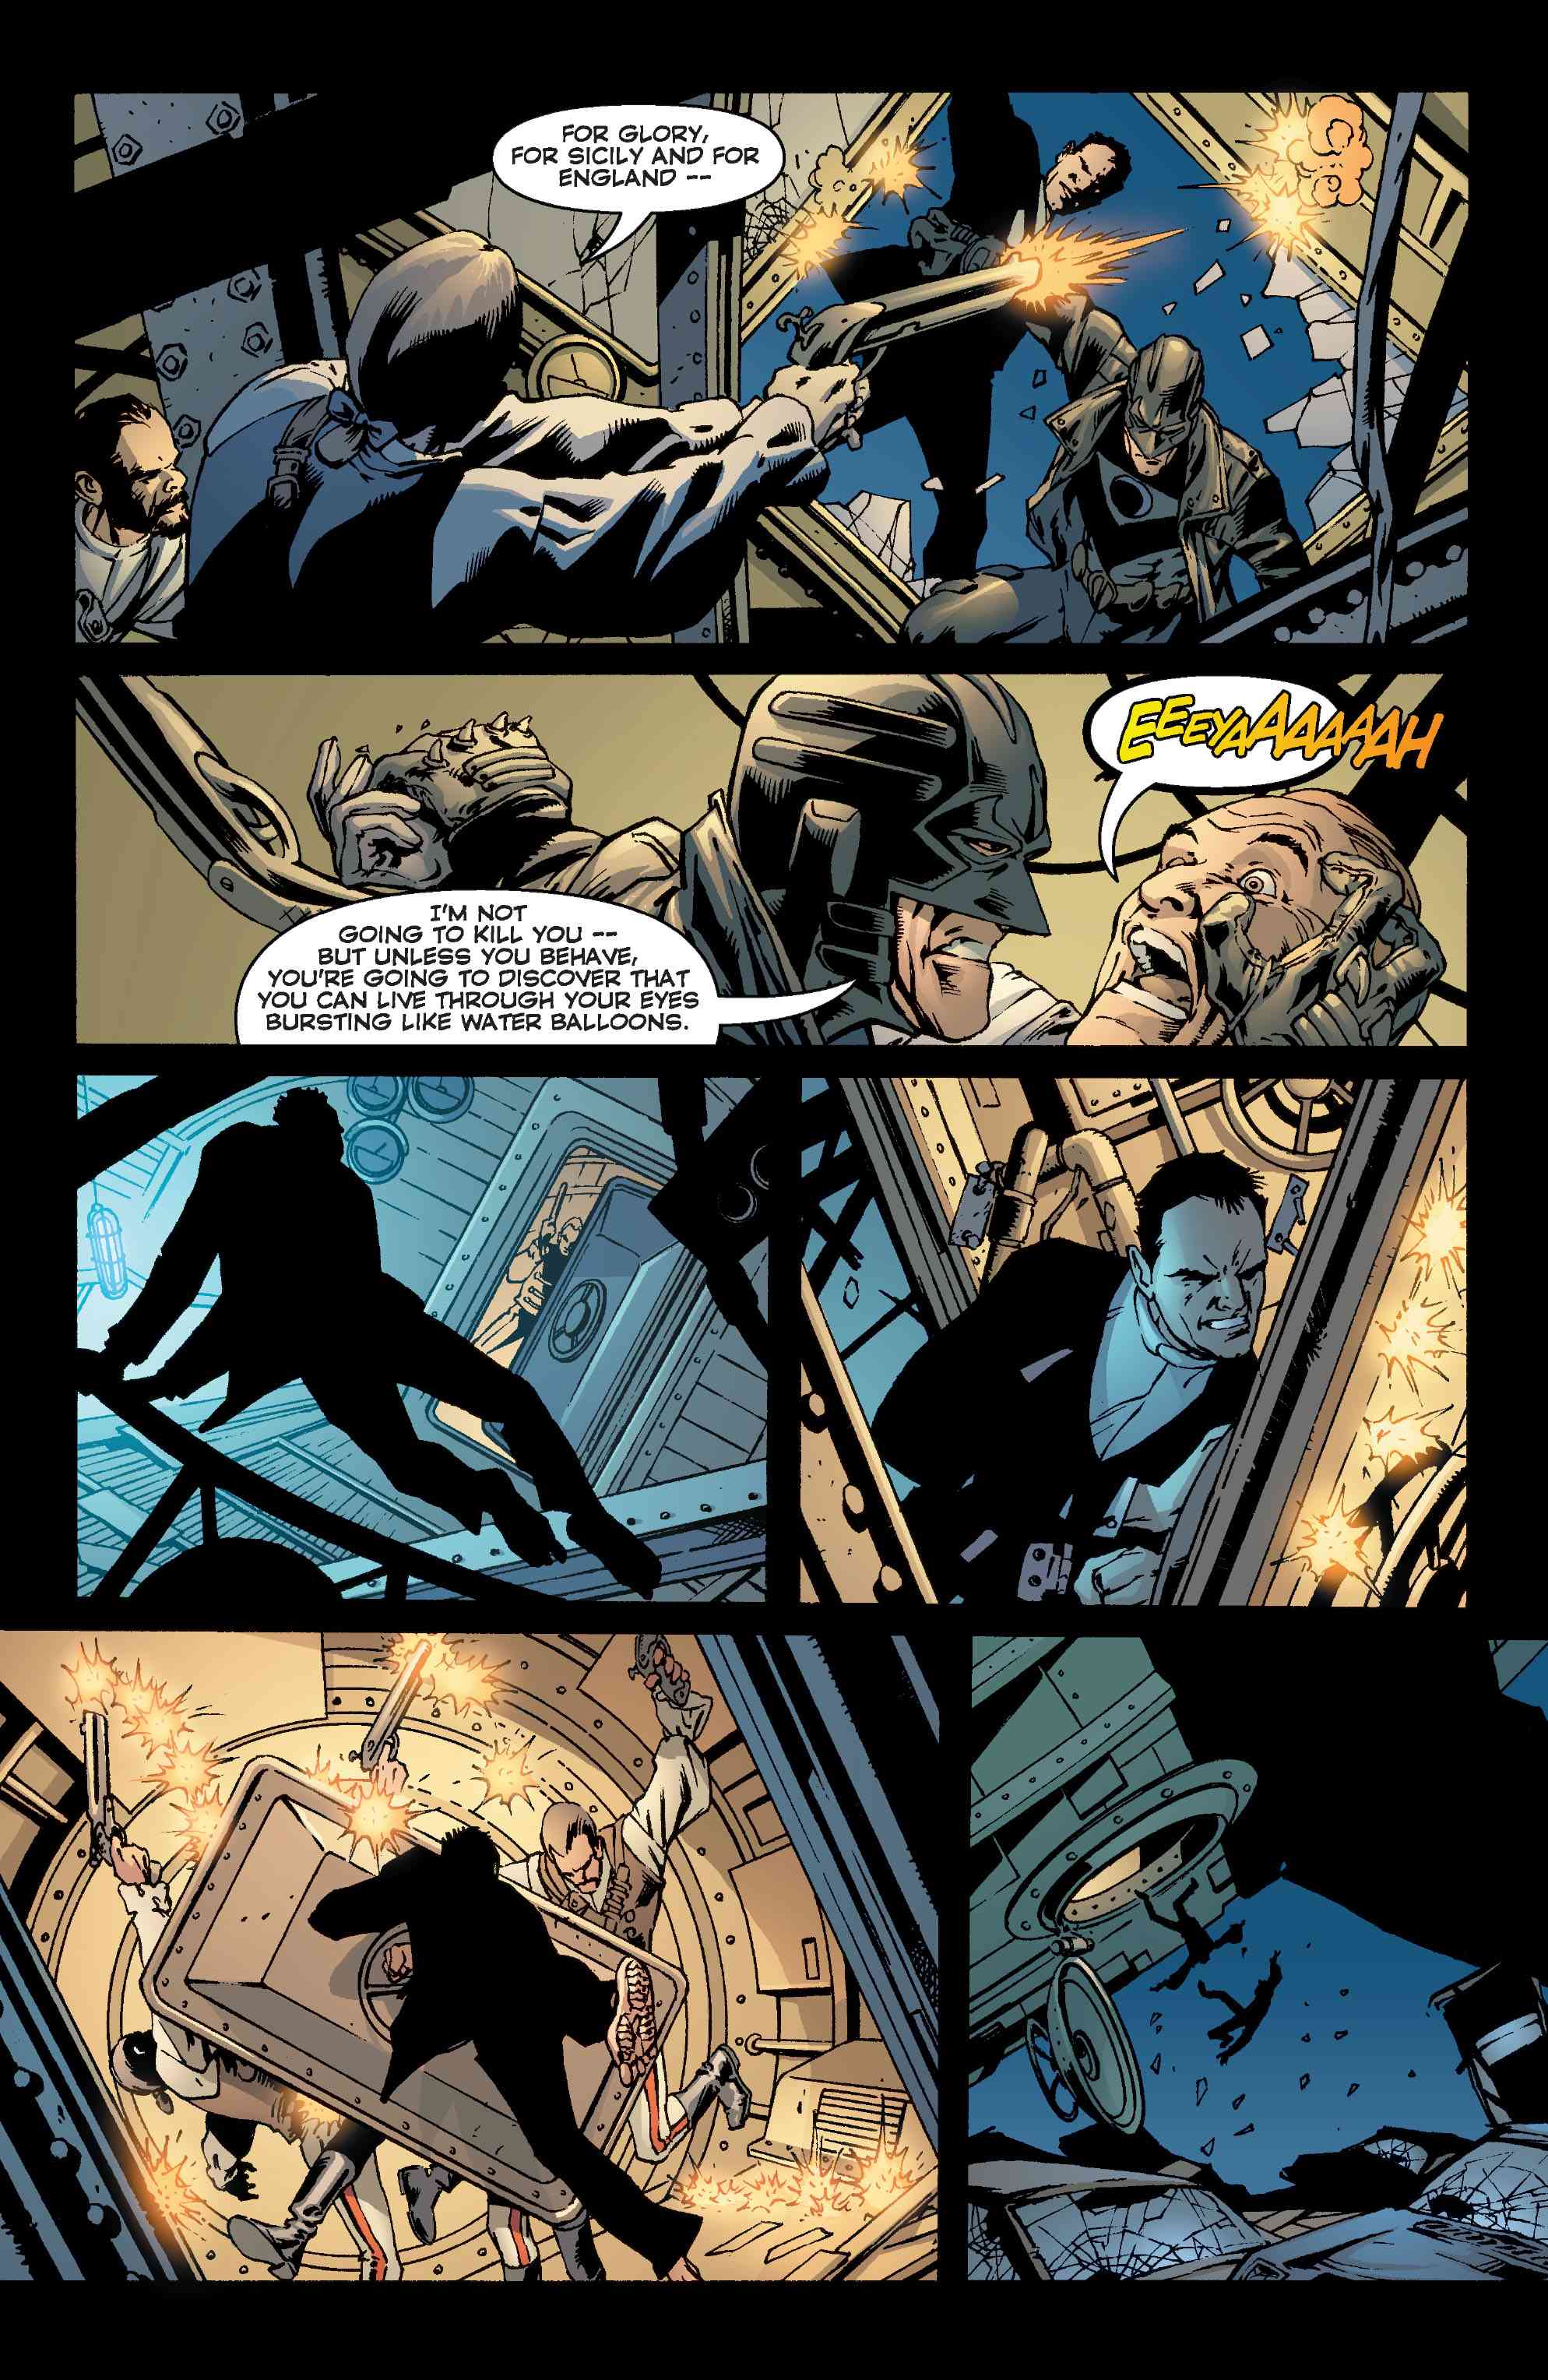 FOR GLORY,
FOR SICILY AND FOR
ENGLAND --
EEEYAAAAAAH
I'M NOT
GOING TO KILL YOU --
BUT UNLESS YOU BEHAVE,
YOU'RE GOING TO DISCOVER THAT
YOU CAN LIVE THROUGH YOUR EYES
BURSTING LIKE WATER BALLOONS.